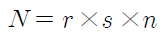 N = r × s × n